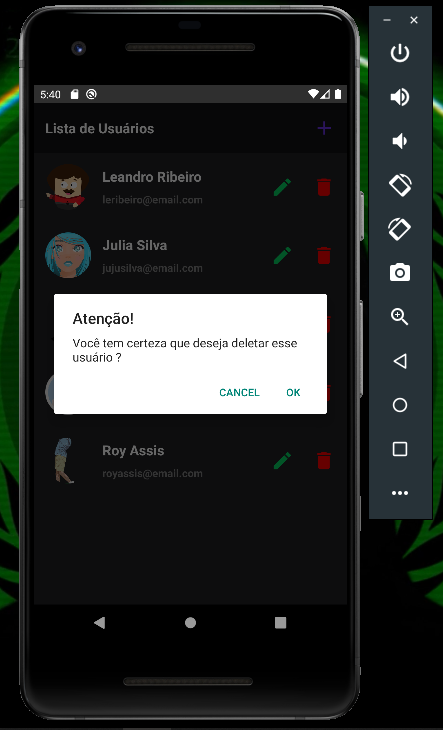 5:40
Lista de Usuários
Leandro Ribeiro
leribeiro@email.com
Julia Silva
jujusilva@email.com
Atenção!
Você tem certeza que deseja deletar esse
usuário ?
CANCEL
OK
Roy Assis
royassis@email.com